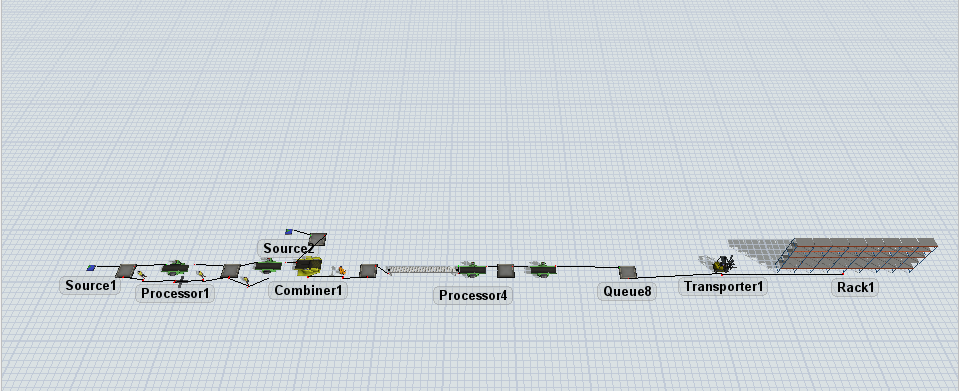 Source2
Source1
Processor1
Combiner1
Processor4
Queue8
Transporter1
Rack1